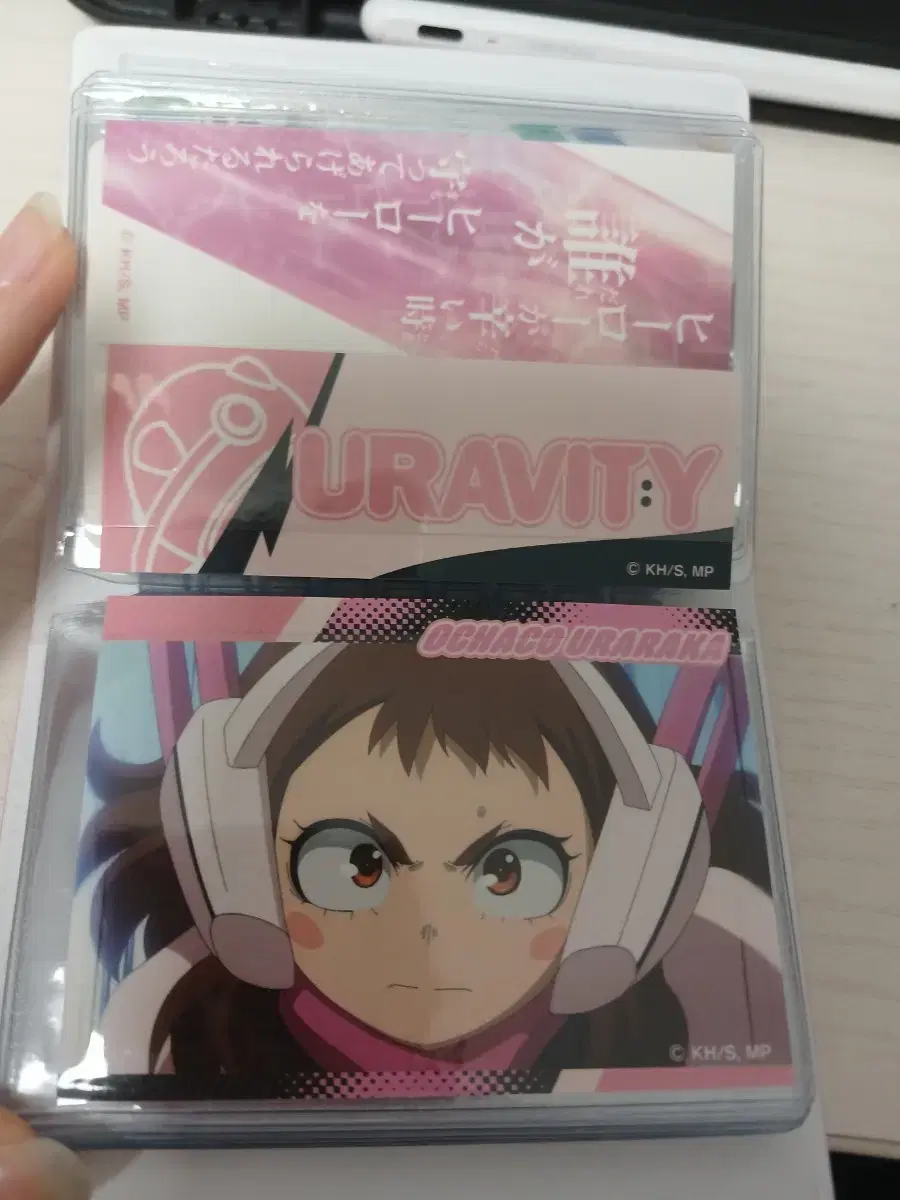 ヒーローが辛い時
誰が
ヒーローを
守ってあげられるだろう
© KH/S, MP
URAVITY
© KH/S, MP
OCHACO URARAKA
© KH/S, MP